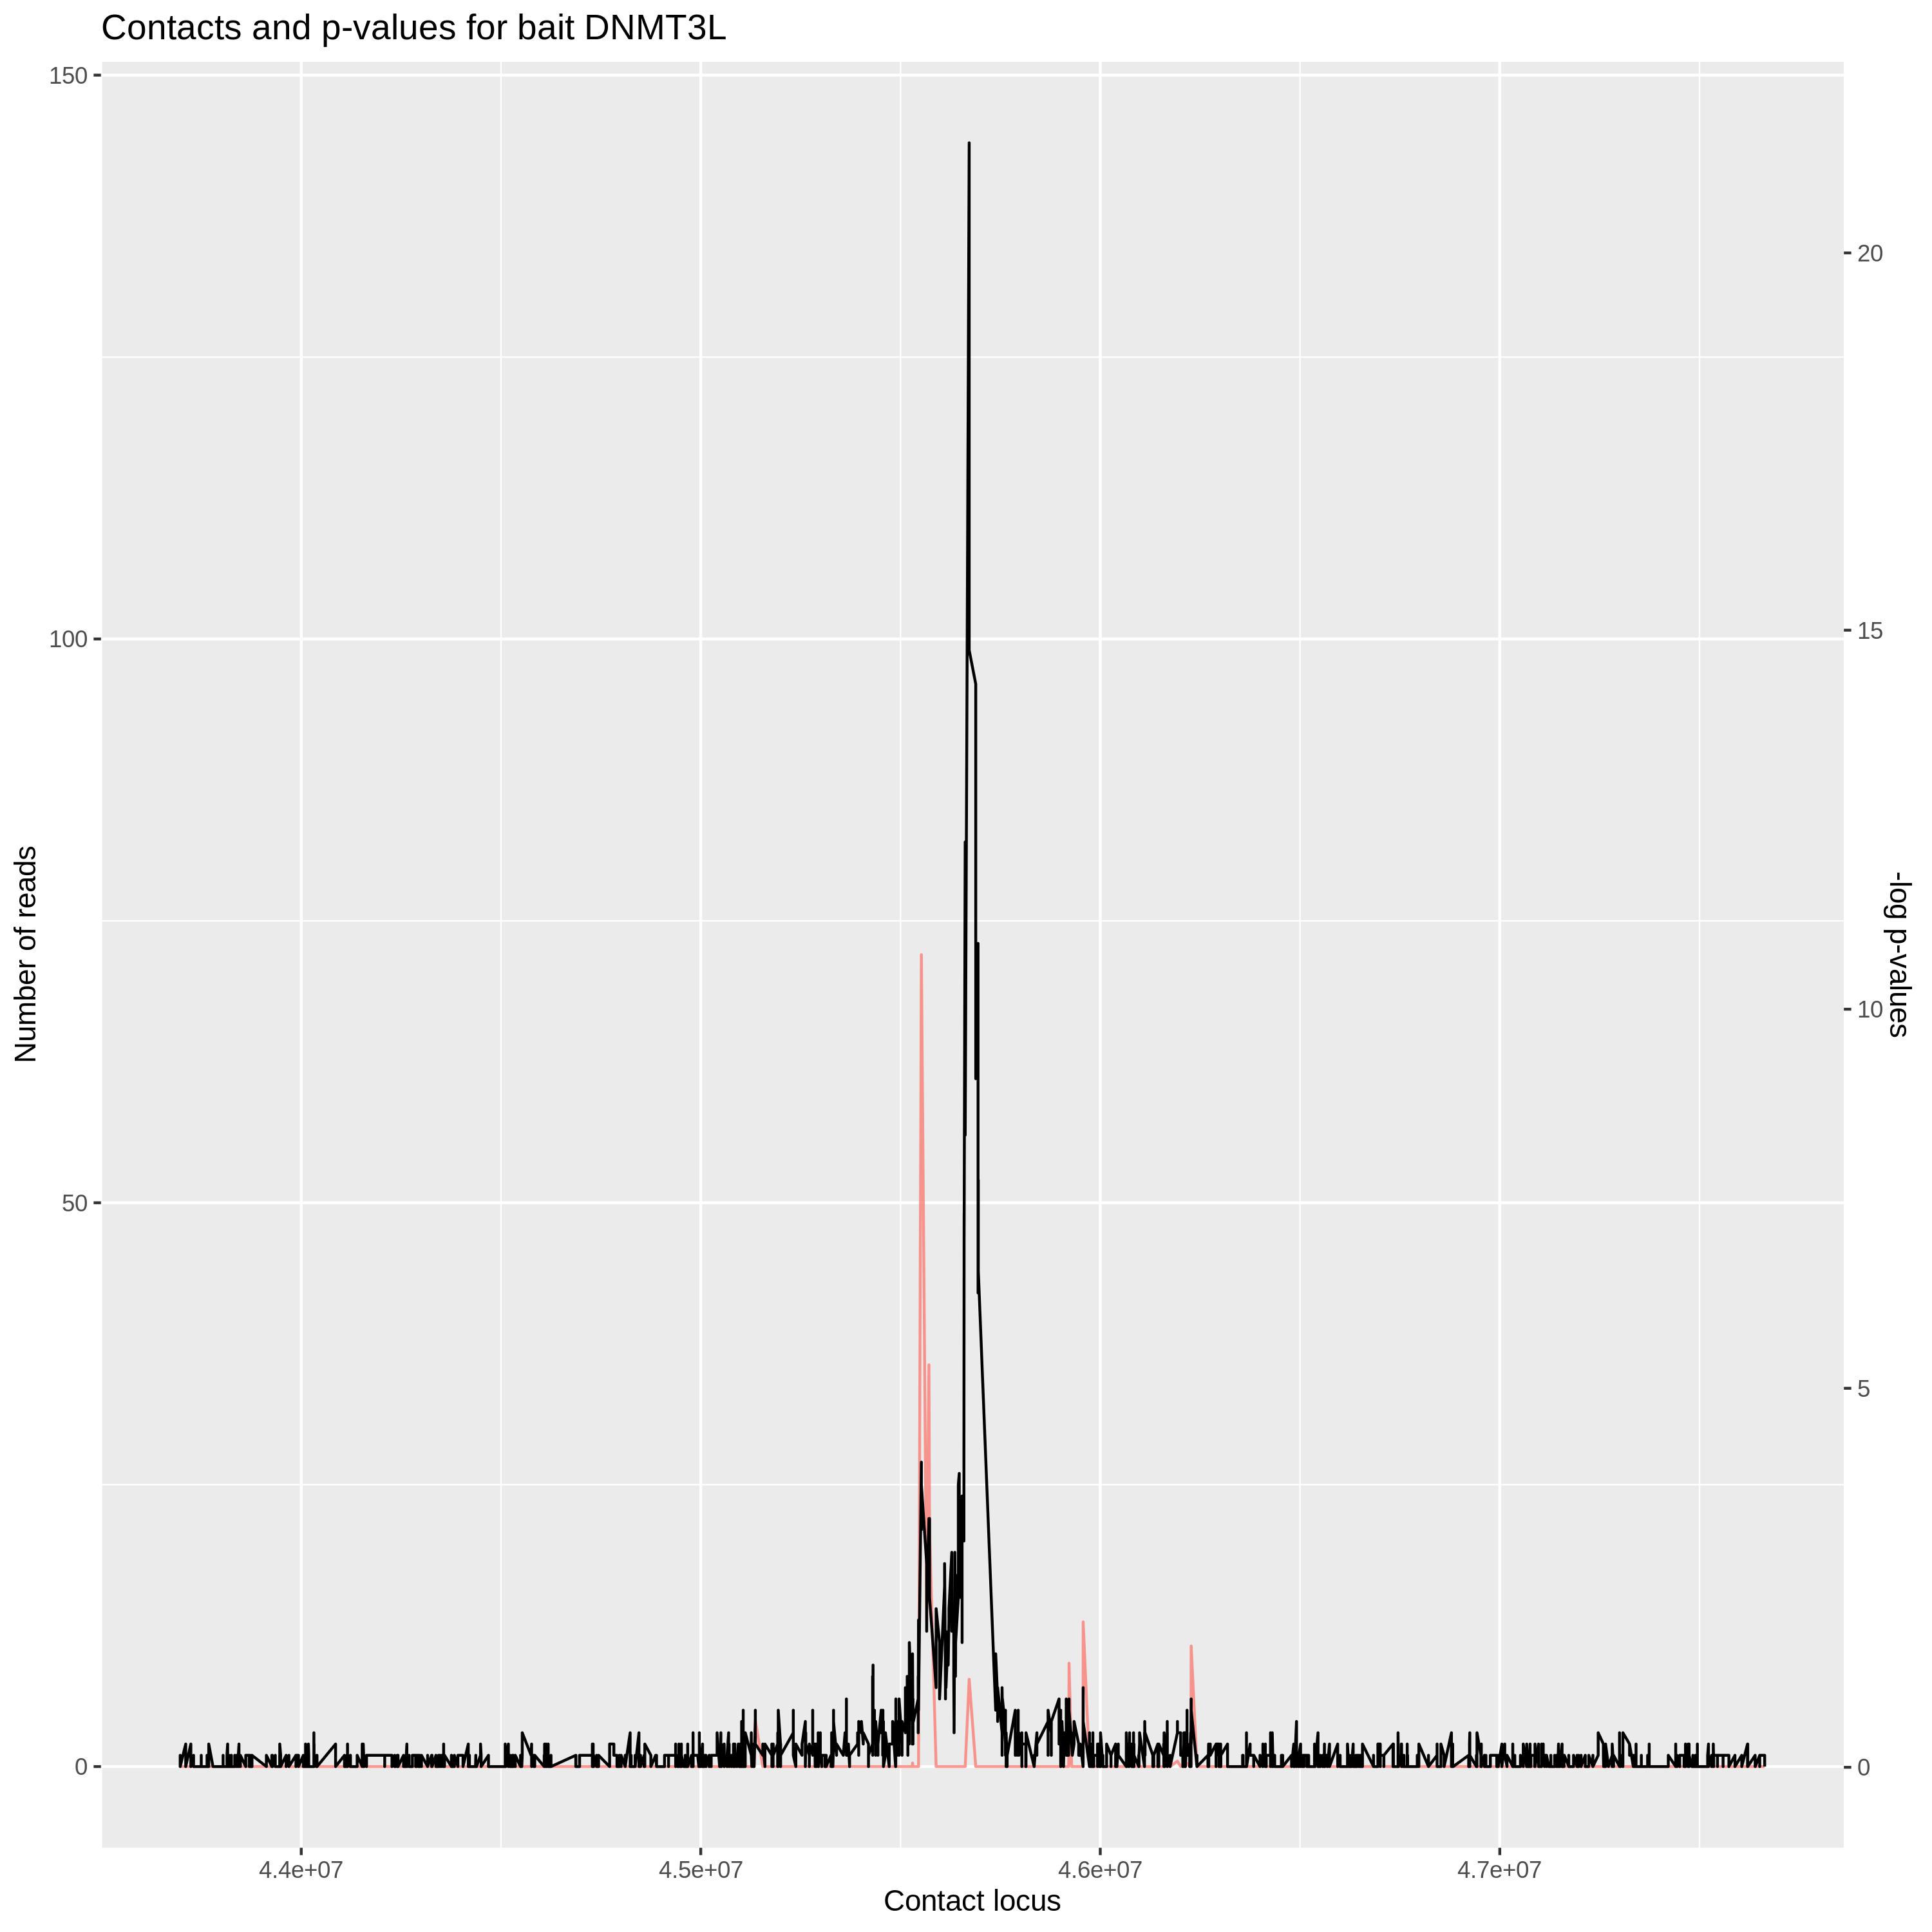 Contacts and p-values for bait DNMT3L
150
100
50
0
Number of reads
20
15
10
5
0
-log p-values
4.4e+07 4.5e+07 4.6e+07 4.7e+07
Contact locus